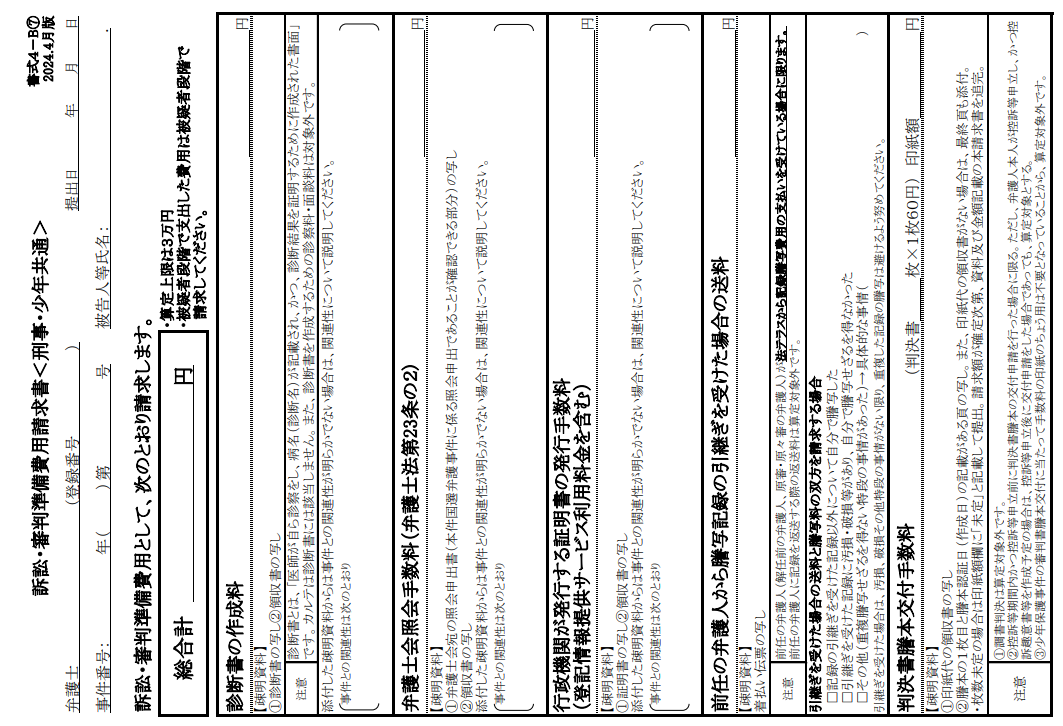 書式4-B⑦
2024.4月版
訴訟・審判準備費用請求書<刑事・少年共通>
提出日　　年　　月　　日
弁護士　　　　　　　　(登録番号　　　　　　　)
事件番号:　　　　年(　　)第　　　　号　　被告人等氏名:　　　　　　　　　.
訴訟・審判準備費用として、次のとおり請求します。
総合計　　　　　　　　　円
・算定上限は3万円
・被疑者段階で支出した費用は被疑者段階で
請求してください。
診断書の作成料　　　　　　　　　円
【疎明資料】
①診断書の写し②領収書の写し
注意
診断書とは、「医師が自ら診察をし、病名(診断名)が記載され、かつ、診断結果を証明するために作成された書面」
です。カルテは診断書には該当しません。また、診断書を作成するための診察料・面談料は対象外です。
添付した疎明資料からは事件との関連性が明らかでない場合は、関連性について説明してください。
(事件との関連性は次のとおり　　　　　　　　　)
弁護士会照会手数料(弁護士法第23条の2)　　　　　　　　　円
【疎明資料】
①弁護士会宛の照会申出書(本件国選弁護事件に係る照会申出であることが確認できる部分)の写し
②領収書の写し
添付した疎明資料からは事件との関連性が明らかでない場合は、関連性について説明してください。
(事件との関連性は次のとおり　　　　　　　　　)
行政機関が発行する証明書の発行手数料　　　　　　　　　円
(登記情報提供サービス利用料金を含む)
【疎明資料】
①証明書の写し②領収書の写し
添付した疎明資料からは事件との関連性が明らかでない場合は、関連性について説明してください。
(事件との関連性は次のとおり　　　　　　　　　)
前任の弁護人から謄写記録の引継ぎを受けた場合の送料　　　　　　　　　円
【疎明資料】
着払い伝票の写し
注意
前任の弁護人(解任前の弁護人、原審・原々審の弁護人)が法テラスから記録謄写費用の支払いを受けている場合に限ります。
前任の弁護人に記録を返送する際の返送料は算定対象外です。
引継ぎを受けた場合の送料と謄写料の双方を請求する場合
□記録の引継ぎを受けた記録以外について自分で謄写した
□引継ぎを受けた記録に汚損・破損等があり、自分で謄写せざるを得なかった
□その他(重複謄写せざるを得ない特段の事情があった)→具体的な事情(　　　　　　　　　)
引継ぎを受けた場合は、汚損、破損その他特段の事情がない限り、重複した記録の謄写は避けるよう努めてください。
判決書謄本交付手数料　　　　　(判決書　　　枚×1枚60円)　印紙額　　　　　円
【疎明資料】
①印紙代の領収書の写し
②謄本の1枚目と謄本認証日(作成日)の記載がある頁の写し。また、印紙代の領収書がない場合は、最終頁も添付。
・枚数未定の場合は印紙額欄に「未定」と記載して提出。請求額が確定次第、資料及び金額記載の本請求書を追完。
注意
①調書判決は算定対象外です。
②控訴等期間内かつ控訴等申立前に判決書謄本の交付申請を行った場合に限る。ただし、弁護人本人が控訴等申立し、かつ控
訴趣意書等を作成予定の場合は、控訴等申立後に交付申請をした場合であっても、算定対象とする。
③少年保護事件の審判書謄本交付に当たって手数料の印紙のちょう用は不要となっていることから、算定対象外です。